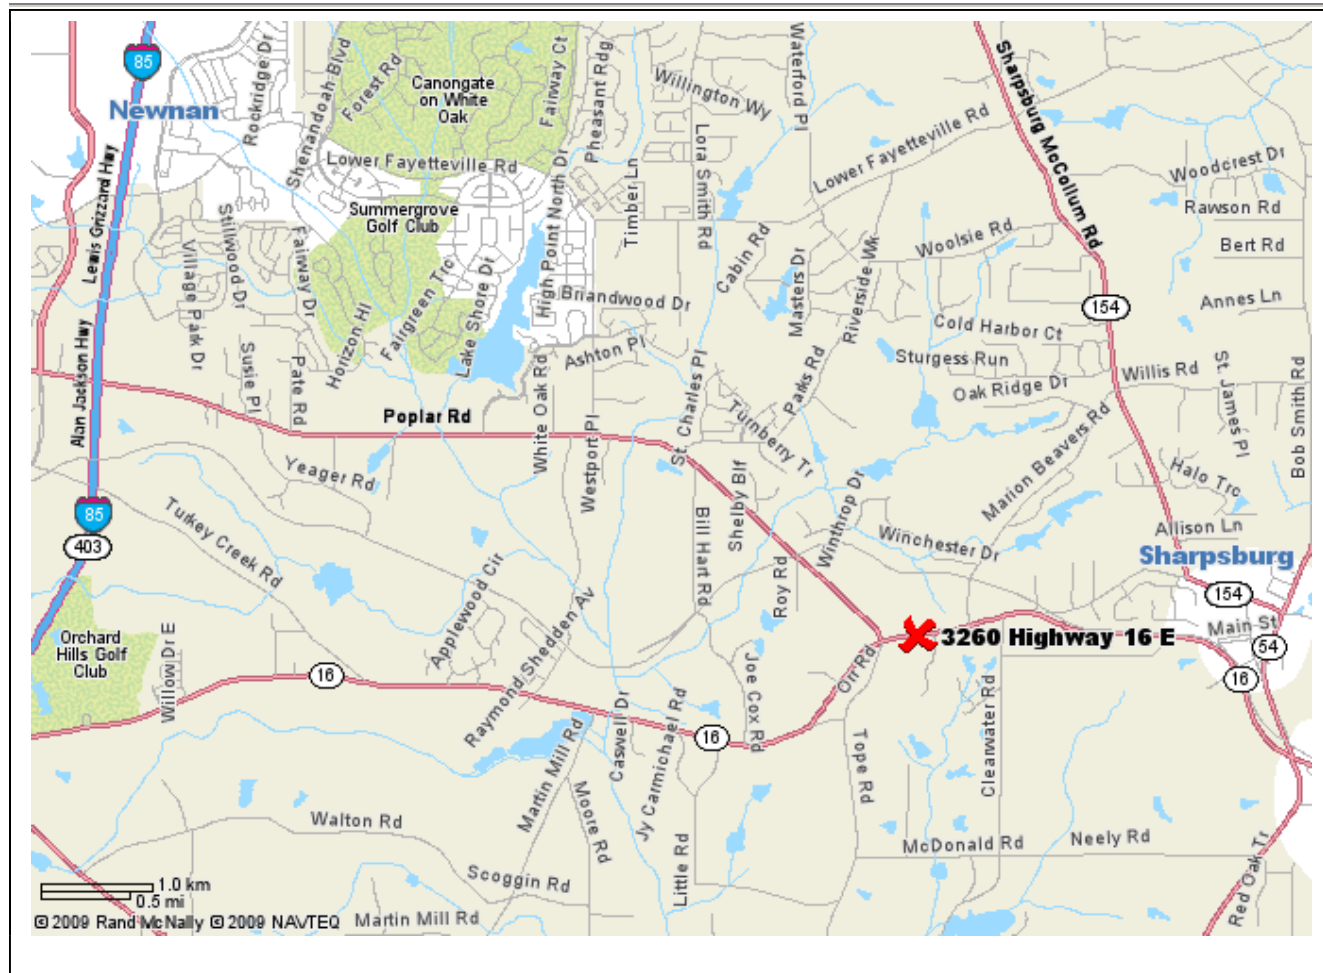 85
Newnan
Rockridge Dr
Shenandoah Blvd
Forest Rd
Canongate
on White
Oak
Fairway Ct
Pheasant Rdg
Willington Wy
Waterford Pl
Sharpsburg McCollum Rd
Lower Fayetteville Rd
Lower Fayetteville Rd
Lora Smith Rd
Woodcrest Dr
Rawson Rd
Bert Rd
Annes Ln
Lewis Grizzard Hwy
Alan Jackson Hwy
Stillwood Dr
Village Park Dr
Fairway Dr
Summergrove
Golf Club
Fairgreen Trc
Horizon Hl
Lake Shore Dr
High Point North Dr
Timber Ln
Briandwood Dr
Cabin Rd
Masters Dr
Riverside Wk
Woolsie Rd
154
Cold Harbor Ct
Sturgess Run
Oak Ridge Dr
Willis Rd
St. James Pl
Bob Smith Rd
Susie Pl
Pate Rd
Ashton Pl
White Oak Rd
Westport Pl
St. Charles Pl
Parks Rd
Turnberry Tr
Marion Beavers Rd
Halo Trc
Poplar Rd
Yeager Rd
Turkey Creek Rd
85
403
Shelby Blf
Bill Hart Rd
Winthrop Dr
Winchester Dr
Allison Ln
Sharpsburg
154
Main St
54
16
Roy Rd
Applewood Cir
Raymond Shedden Av
Orchard
Hills Golf
Club
Willow Dr E
16
3260 Highway 16 E
Orr Rd
Joe Cox Rd
16
Caswell Dr
Jy Carmichael Rd
Martin Mill Rd
Moore Rd
Tope Rd
Clearwater Rd
Walton Rd
McDonald Rd
Neely Rd
Scoggin Rd
Little Rd
Red Oak Tr
1.0 km
0.5 mi
© 2009 Rand McNally © 2009 NAVTEQ
Martin Mill Rd